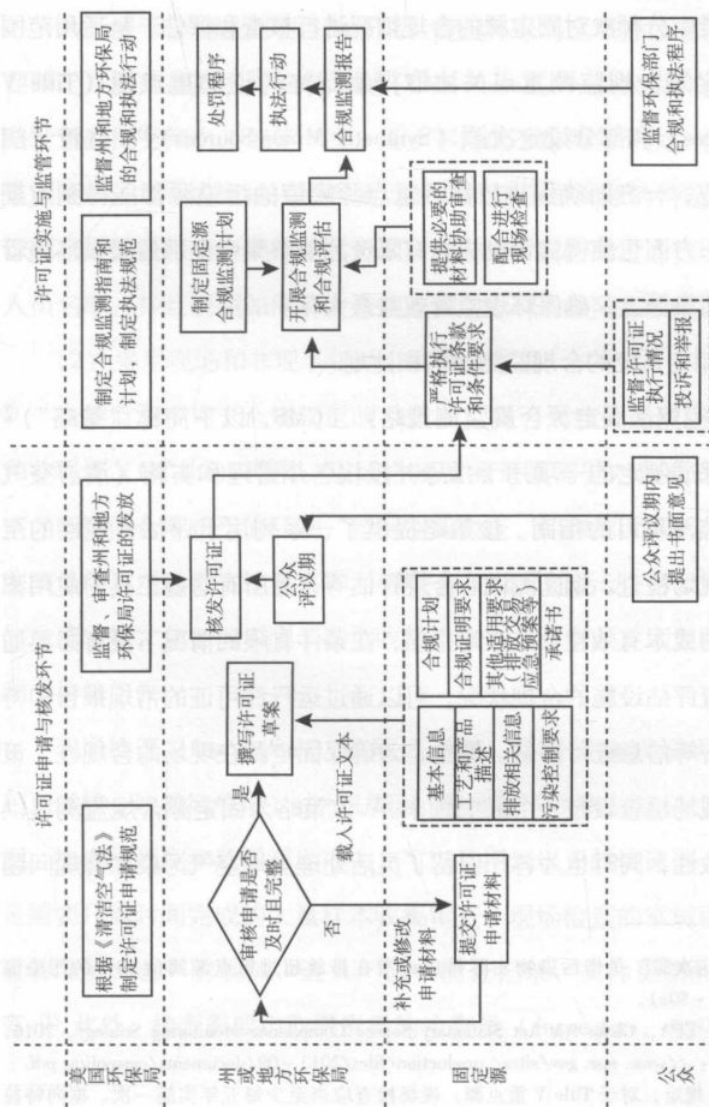 许可证申请与核发环节
许可证实施与监管环节
美国环保局
根据《清洁空气法》
制定许可证申请规范
监督、审查州和地方
环保局许可证的发放
制定合规监测指南和
计划、制定执法规范
监督州和地方环保局
的合规和执法行动
州或地方环保局
审核申请是否
及时且完整
是
否
撰写许可证
草案
载入许可证文本
核发许可证
公众
评议期
制定固定源
合规监测计划
开展合规监测
和合规评估
处罚程序
执法行动
合规监测报告
固定源
补充或修改
申请材料
提交许可证
申请材料
基本信息
工艺和产品
描述
排放相关信息
污染控制要求
合规计划
合规证明要求
其他适用要求
（排放交易、
应急预案等）
承诺书
严格执行
许可证条款
和条件要求
提供必要的
材料协助审查
配合进行
现场检查
公众
公众评议期内
提出书面意见
监督许可证
执行情况
投诉和举报
监督环保部门
合规和执法程序